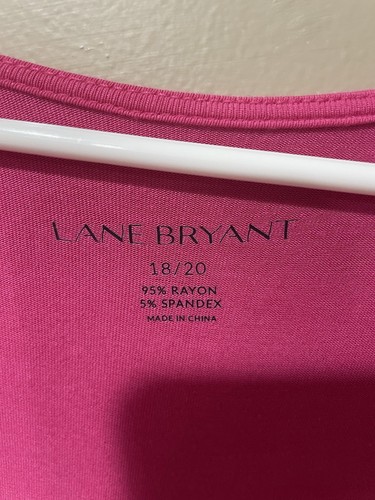 LANE BRYANT
18/20
95% RAYON
5% SPANDEX
MADE IN CHINA